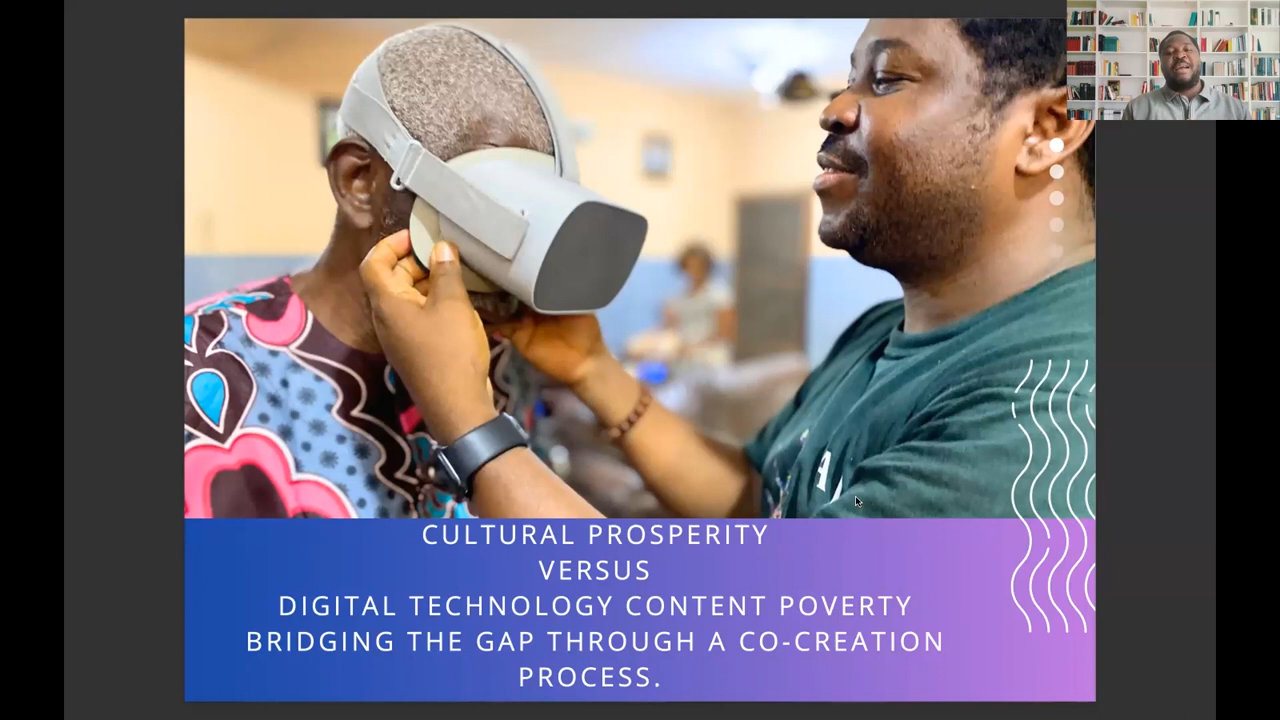 CULTURAL PROSPERITY
VERSUS
DIGITAL TECHNOLOGY CONTENT POVERTY
BRIDGING THE GAP THROUGH A CO-CREATION
PROCESS.